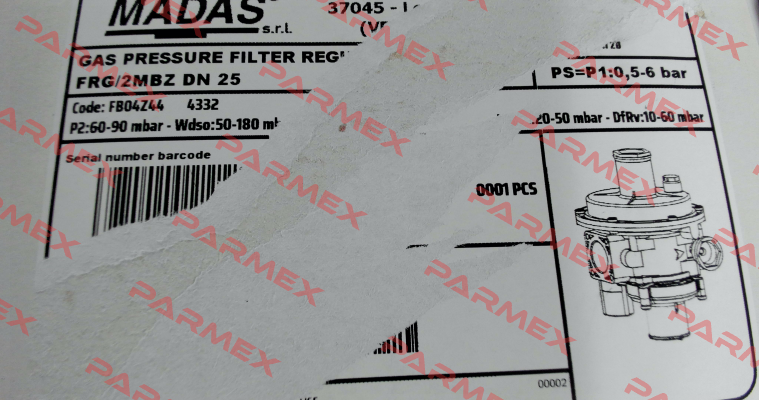 MADAS
s.r.l.
37045 - L
(V
GAS PRESSURE FILTER REG
FRG/2MBZ DN 25
PS=P1:0,5-6 bar
Code: FB04Z44 4332
P2:60-90 mbar - Wdso:50-180 m
:20-50 mbar - DfRv:10-60 mbar
Serial number barcode
0001 PCS
00002
PARMEX